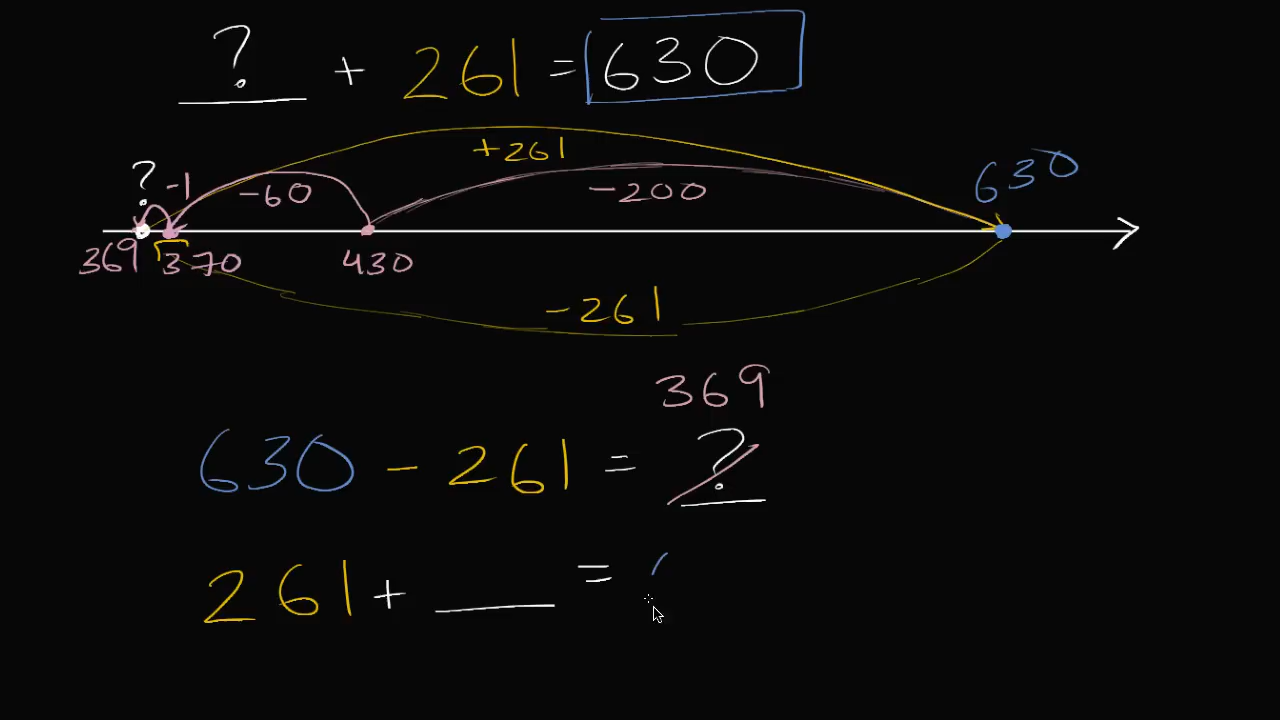 ? + 261 = 630
+261
630
? -1 -60 -200
369 370 430
-261
369
630 - 261 = ?
261 + ___ =